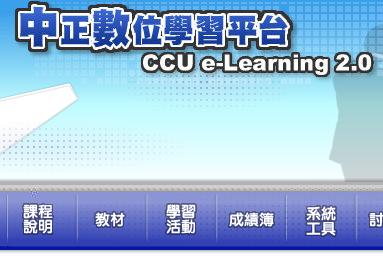 中正數位學習平台
CCU e-Learning 2.0
課程
說明
教材
學習
活動
成績簿
系統
工具
討